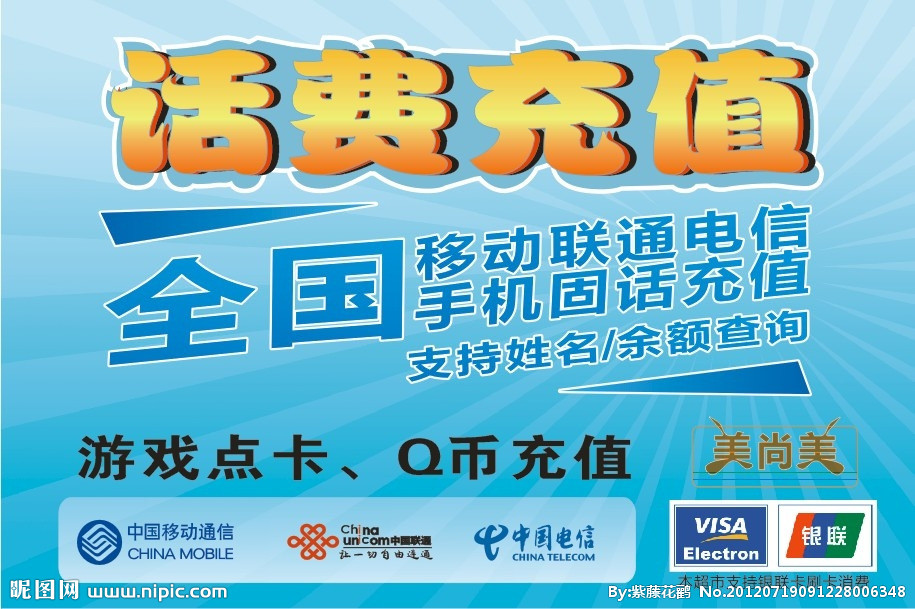 话费充值
全国
移动联通电信
手机固话充值
支持姓名/余额查询
游戏点卡、Q币充值
美尚美
中国移动通信
CHINA MOBILE
China
unicom中国联通
让一切自由连通
中国电信
CHINA TELECOM
VISA
Electron
银联
本超市支持银联卡刷卡消费
昵图网 www.nipic.com
By:紫藤花鹳 No.20120719091228006348